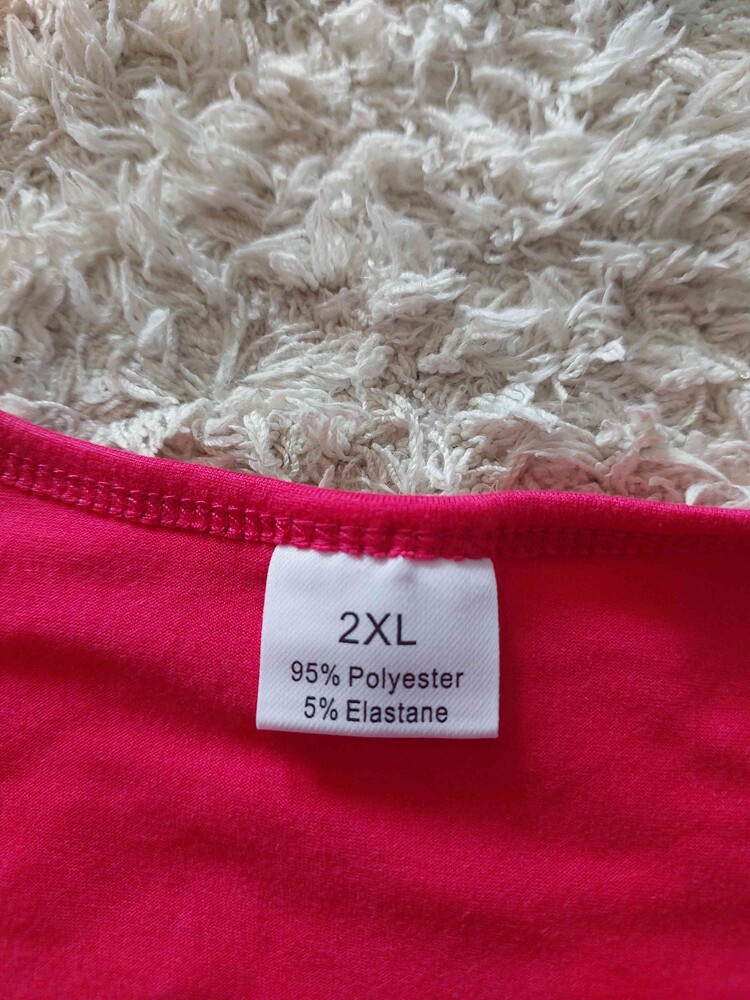 2XL
95% Polyester
5% Elastane